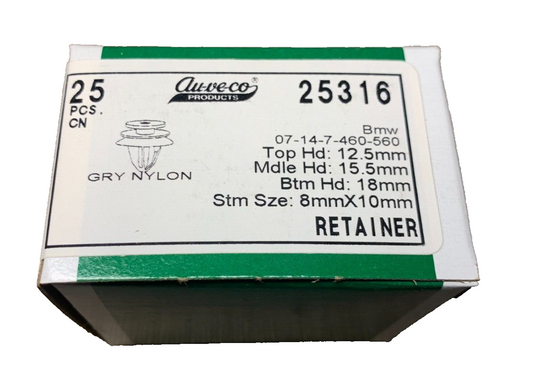 25
PCS.
CN
Au-ve-co®
PRODUCTS
25316
Bmw
07-14-7-460-560
Top Hd: 12.5mm
Mdle Hd: 15.5mm
Btm Hd: 18mm
Stm Sze: 8mmX10mm
GRY NYLON
RETAINER